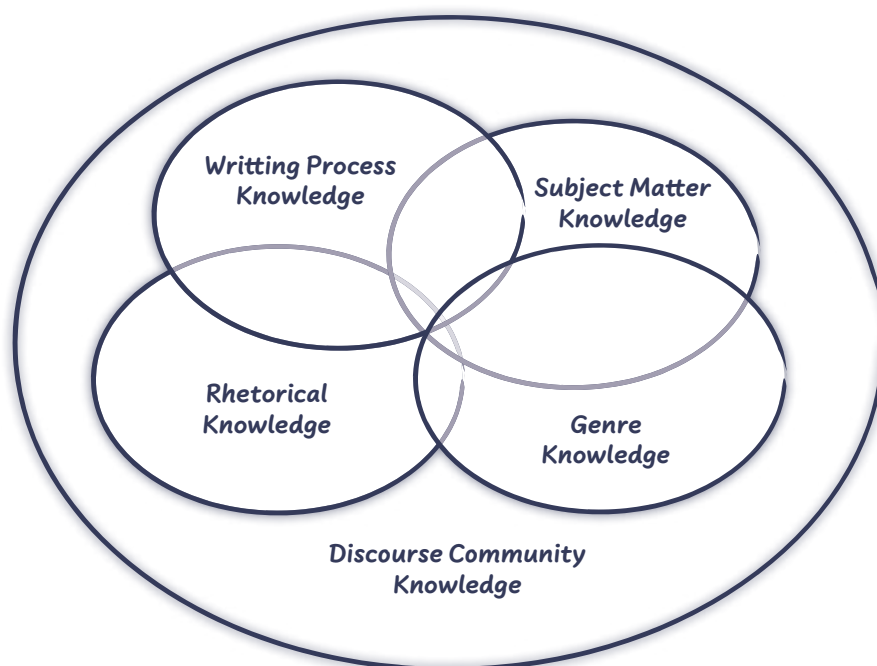 Writting Process
Knowledge
Subject Matter
Knowledge
Rhetorical
Knowledge
Genre
Knowledge
Discourse Community
Knowledge